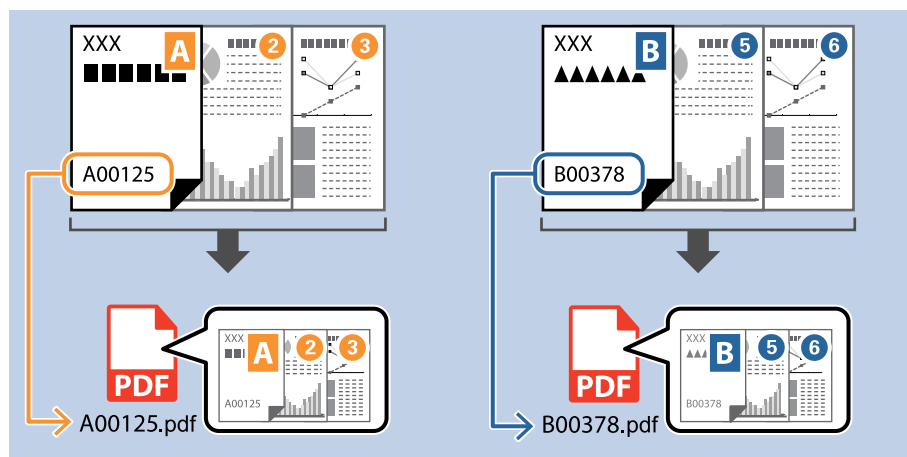 XXX
A
2
3
A00125
XXX
B
5
6
B00378
PDF
XXX
A
2
3
A00125
A00125.pdf
PDF
XXX
B
5
6
B00378
B00378.pdf